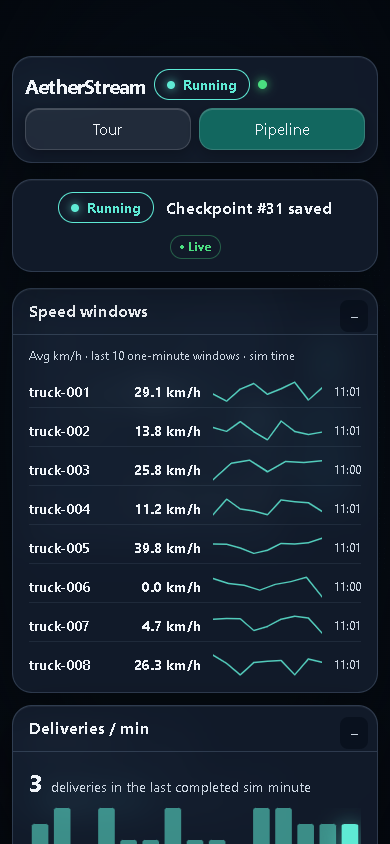 AetherStream Running
Tour Pipeline
Running Checkpoint #31 saved
• Live
Speed windows –
Avg km/h · last 10 one-minute windows · sim time
truck-001 29.1 km/h 11:01
truck-002 13.8 km/h 11:01
truck-003 25.8 km/h 11:00
truck-004 11.2 km/h 11:01
truck-005 39.8 km/h 11:01
truck-006 0.0 km/h 11:00
truck-007 4.7 km/h 11:01
truck-008 26.3 km/h 11:01
Deliveries / min –
3 deliveries in the last completed sim minute